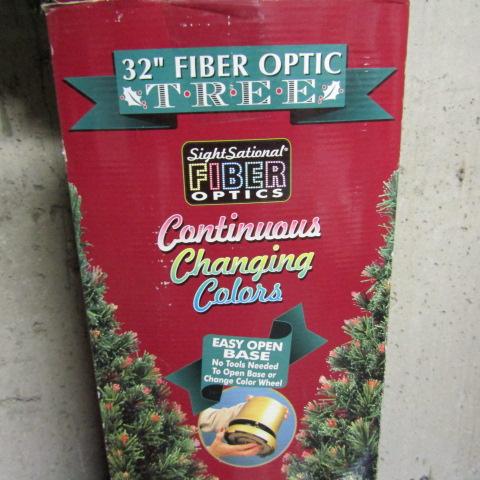 32" FIBER OPTIC
T·R·E·E
SightSational®
FIBER
OPTICS
Continuous
Changing
Colors
EASY OPEN
BASE
No Tools Needed
To Open Base or
Change Color Wheel